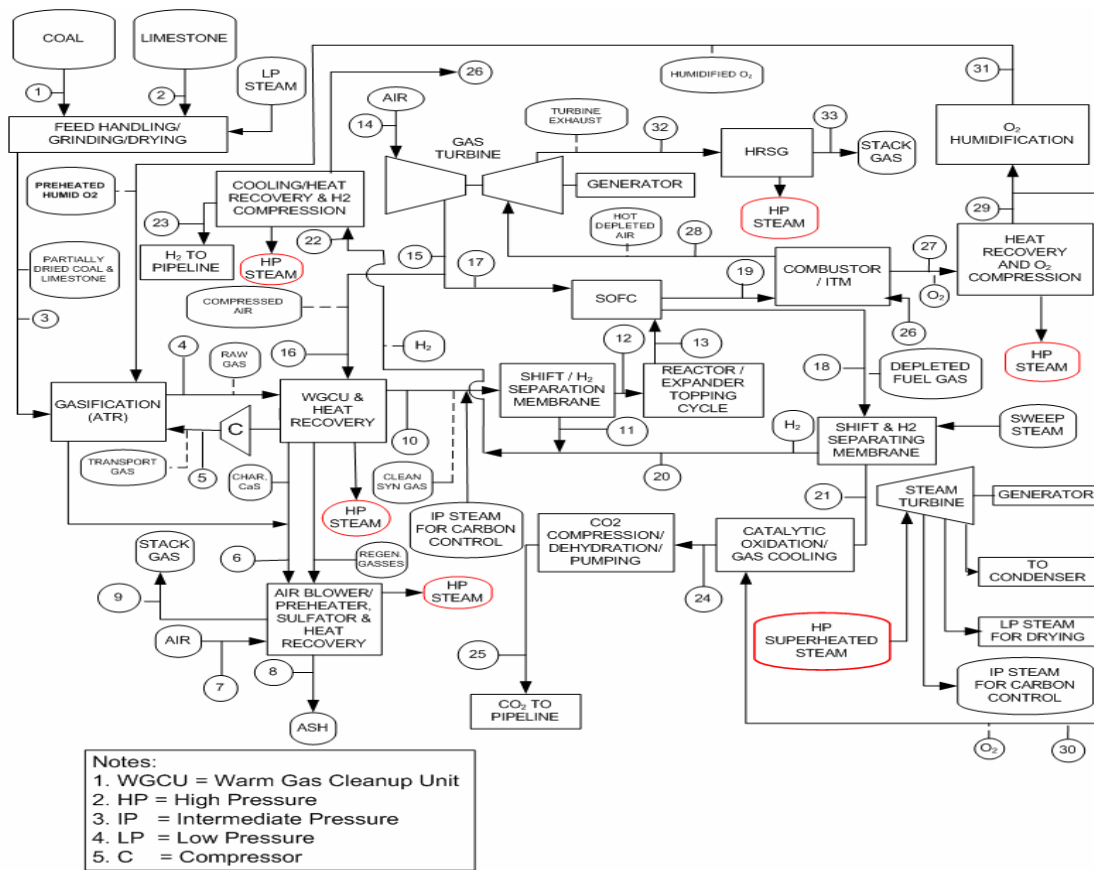 COAL
LIMESTONE
LP
STEAM
1
2
FEED HANDLING/
GRINDING/DRYING
26
AIR
14
GAS
TURBINE
TURBINE
EXHAUST
32
HUMIDIFIED O₂
31
33
HRSG
STACK
GAS
O₂
HUMIDIFICATION
PREHEATED
HUMID O2
COOLING/HEAT
RECOVERY & H2
COMPRESSION
GENERATOR
HP
STEAM
23
22
H₂ TO
PIPELINE
HP
STEAM
HOT
DEPLETED
AIR
28
29
PARTIALLY
DRIED COAL &
LIMESTONE
15
17
19
COMBUSTOR
/ ITM
27
O₂
HEAT
RECOVERY
AND O₂
COMPRESSION
COMPRESSED
AIR
SOFC
26
3
4
RAW
GAS
16
H₂
12
13
18
DEPLETED
FUEL GAS
HP
STEAM
GASIFICATION
(ATR)
C
WGCU &
HEAT
RECOVERY
SHIFT / H₂
SEPARATION
MEMBRANE
REACTOR /
EXPANDER
TOPPING
CYCLE
SWEEP
STEAM
TRANSPORT
GAS
5
10
11
H₂
SHIFT & H2
SEPARATING
MEMBRANE
CHAR,
CaS
CLEAN
SYN GAS
20
21
STEAM
TURBINE
GENERATOR
HP
STEAM
IP STEAM
FOR CARBON
CONTROL
CO2
COMPRESSION/
DEHYDRATION/
PUMPING
CATALYTIC
OXIDATION/
GAS COOLING
STACK
GAS
6
REGEN.
GASSES
24
TO
CONDENSER
9
AIR BLOWER/
PREHEATER,
SULFATOR &
HEAT
RECOVERY
HP
STEAM
AIR
7
8
25
HP
SUPERHEATED
STEAM
LP STEAM
FOR DRYING
IP STEAM
FOR CARBON
CONTROL
ASH
CO₂ TO
PIPELINE
O₂
30
Notes:
1. WGCU = Warm Gas Cleanup Unit
2. HP = High Pressure
3. IP = Intermediate Pressure
4. LP = Low Pressure
5. C = Compressor